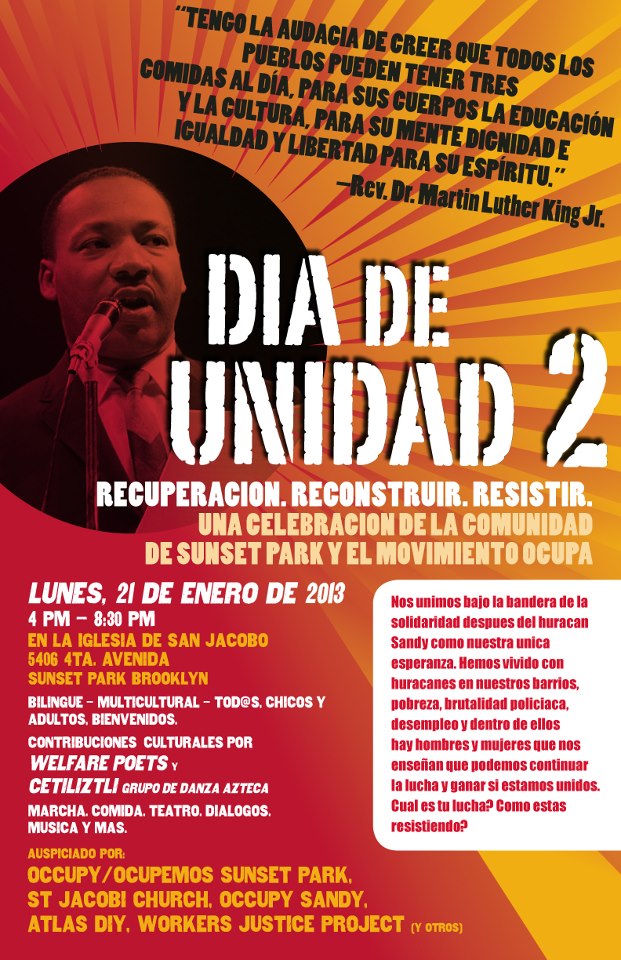 “TENGO LA AUDACIA DE CREER QUE TODOS LOS
PUEBLOS PUEDEN TENER TRES
COMIDAS AL DÍA, PARA SUS CUERPOS LA EDUCACIÓN
Y LA CULTURA, PARA SU MENTE DIGNIDAD E
IGUALDAD Y LIBERTAD PARA SU ESPÍRITU.”
—Rev. Dr. Martin Luther King Jr.
DIA DE
UNIDAD 2
RECUPERACION. RECONSTRUIR. RESISTIR.
UNA CELEBRACION DE LA COMUNIDAD
DE SUNSET PARK Y EL MOVIMIENTO OCUPA
LUNES, 21 DE ENERO DE 2013
4 PM – 8:30 PM
EN LA IGLESIA DE SAN JACOBO
5406 4TA. AVENIDA
SUNSET PARK BROOKLYN
BILINGUE – MULTICULTURAL – TOD@S, CHICOS Y
ADULTOS, BIENVENIDOS.
CONTRIBUCIONES CULTURALES POR
WELFARE POETS Y
CETILIZTLI GRUPO DE DANZA AZTECA
MARCHA. COMIDA. TEATRO. DIALOGOS.
MUSICA Y MAS.
AUSPICIADO POR:
OCCUPY/OCUPEMOS SUNSET PARK,
ST JACOBI CHURCH, OCCUPY SANDY,
ATLAS DIY, WORKERS JUSTICE PROJECT (Y OTROS)
Nos unimos bajo la bandera de la
solidaridad despues del huracan
Sandy como nuestra unica
esperanza. Hemos vivido con
huracanes en nuestros barrios,
pobreza, brutalidad policiaca,
desempleo y dentro de ellos
hay hombres y mujeres que nos
enseñan que podemos continuar
la lucha y ganar si estamos unidos.
Cual es tu lucha? Como estas
resistiendo?